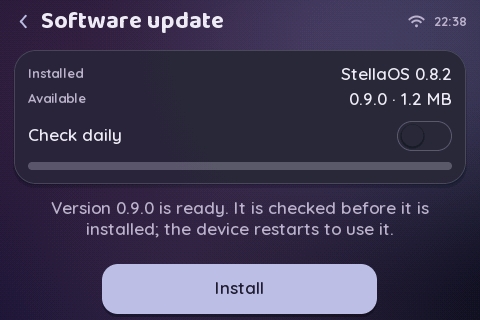 Software update
22:38
Installed
StellaOS 0.8.2
Available
0.9.0 · 1.2 MB
Check daily
Version 0.9.0 is ready. It is checked before it is
installed; the device restarts to use it.
Install